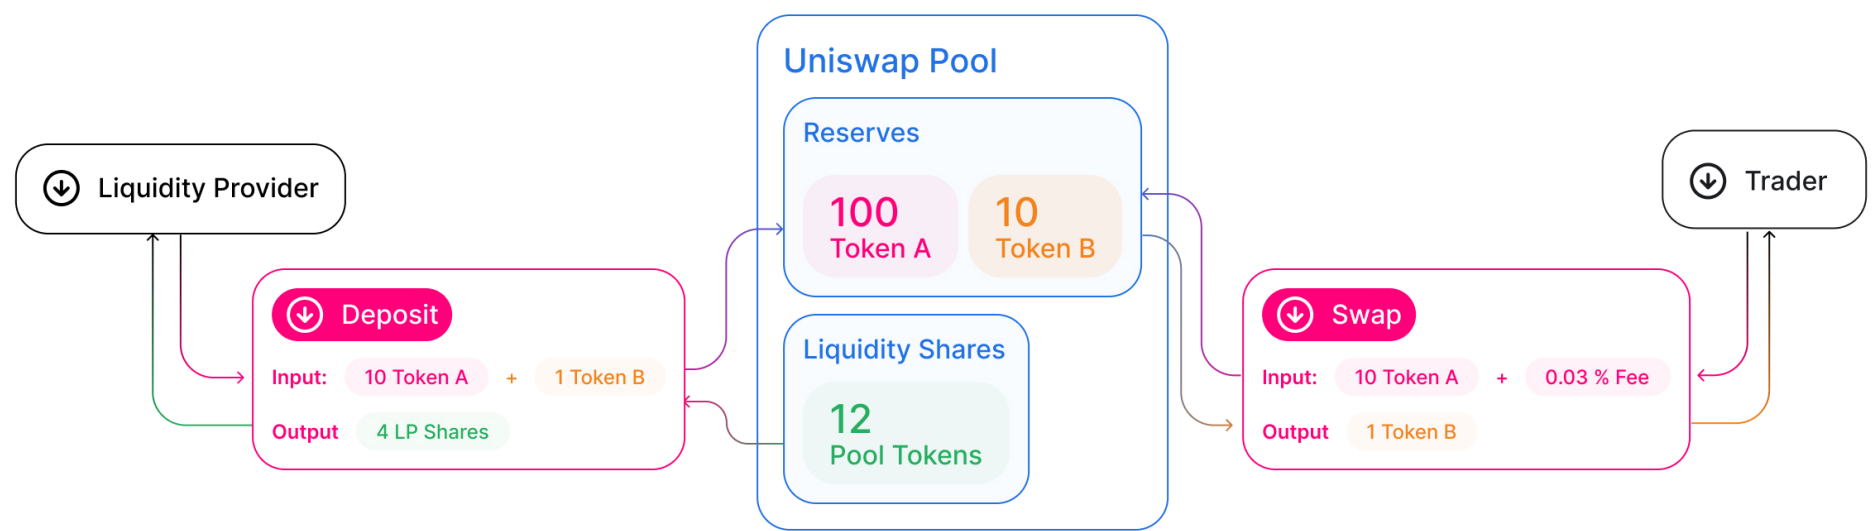 Uniswap Pool
Reserves
100
Token A
10
Token B
Liquidity Shares
12
Pool Tokens
Liquidity Provider
Deposit
Input: 10 Token A + 1 Token B
Output 4 LP Shares
Trader
Swap
Input: 10 Token A + 0.03 % Fee
Output 1 Token B